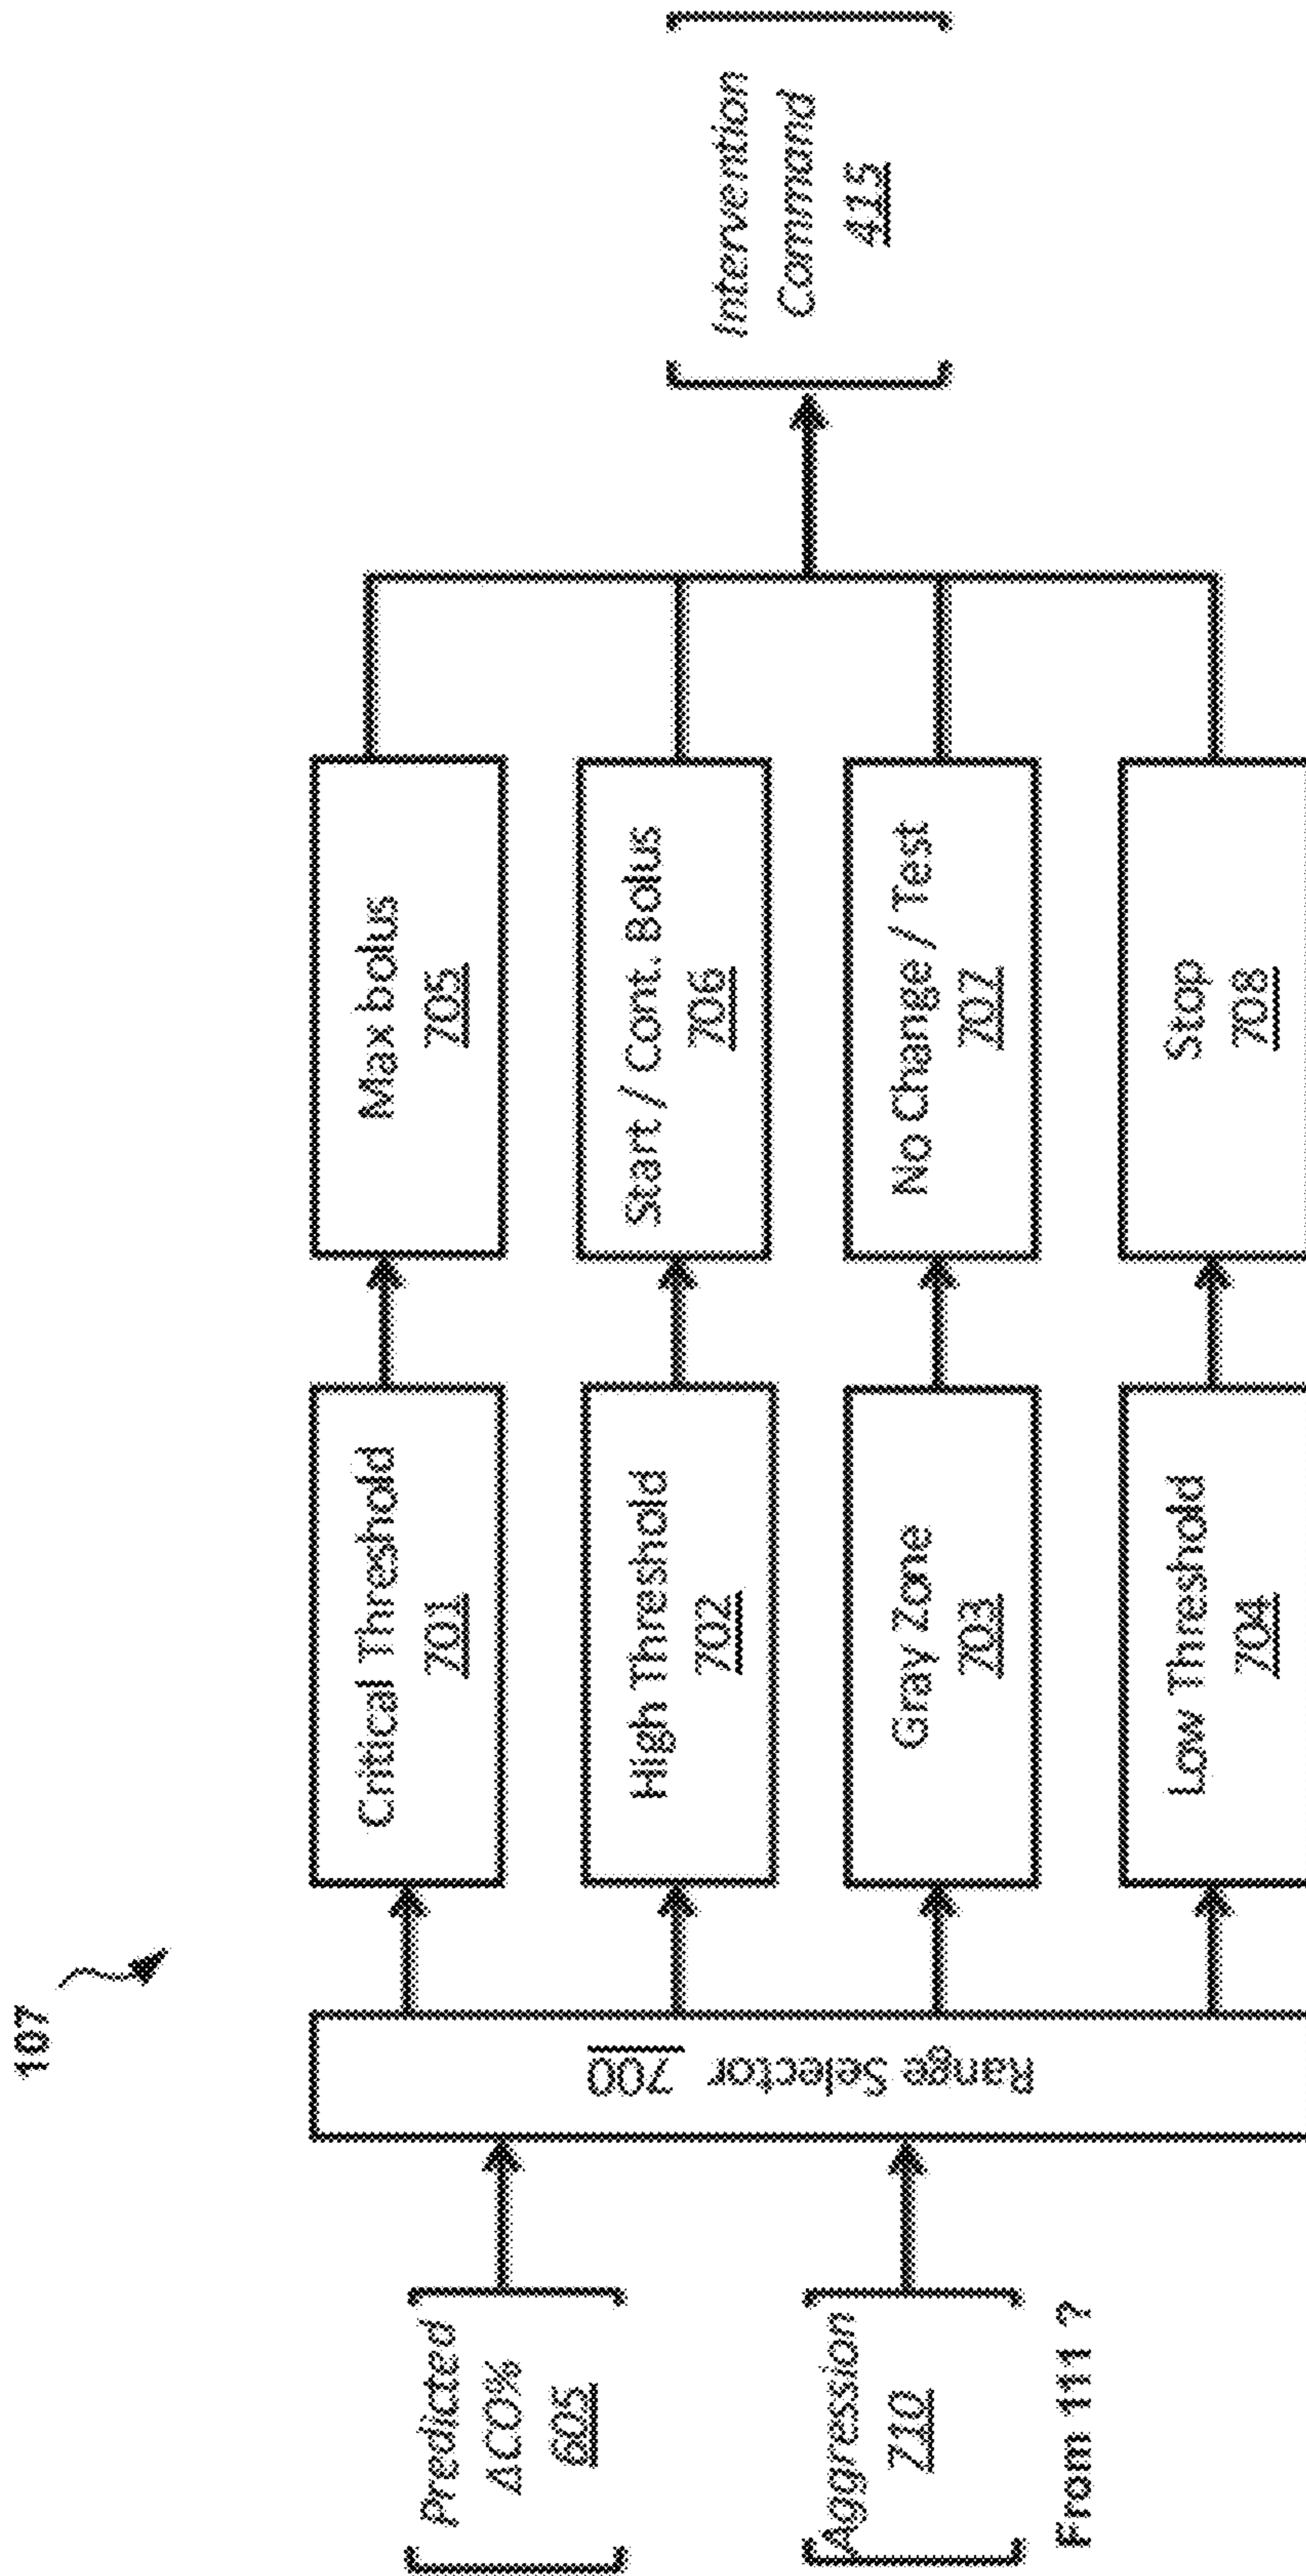 107
Predicted
ΔCO%
605
Aggression
710
From 111 ?
Range Selector 700
Critical Threshold
701
High Threshold
702
Gray Zone
703
Low Threshold
704
Max bolus
705
Start / Cont. Bolus
706
No Change / Test
707
Stop
708
Intervention
Command
415